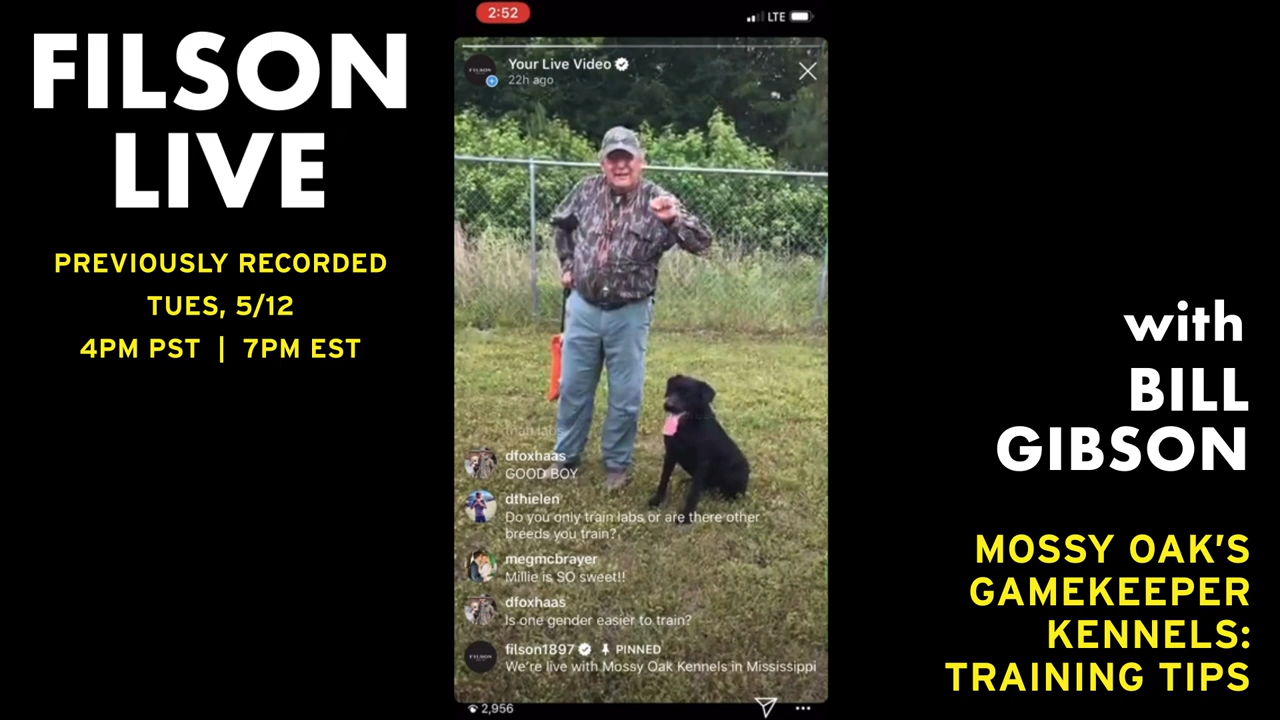 FILSON
LIVE
PREVIOUSLY RECORDED
TUES, 5/12
4PM PST | 7PM EST
2:52
LTE
FILSON
Your Live Video
22h ago
dfoxhaas
GOOD BOY
dthielen
Do you only train labs or are there other
breeds you train?
megmcbrayer
Millie is SO sweet!!
dfoxhaas
Is one gender easier to train?
FILSON
filson1897 PINNED
We're live with Mossy Oak Kennels in Mississippi
2,956
with
BILL
GIBSON
MOSSY OAK'S
GAMEKEEPER
KENNELS:
TRAINING TIPS